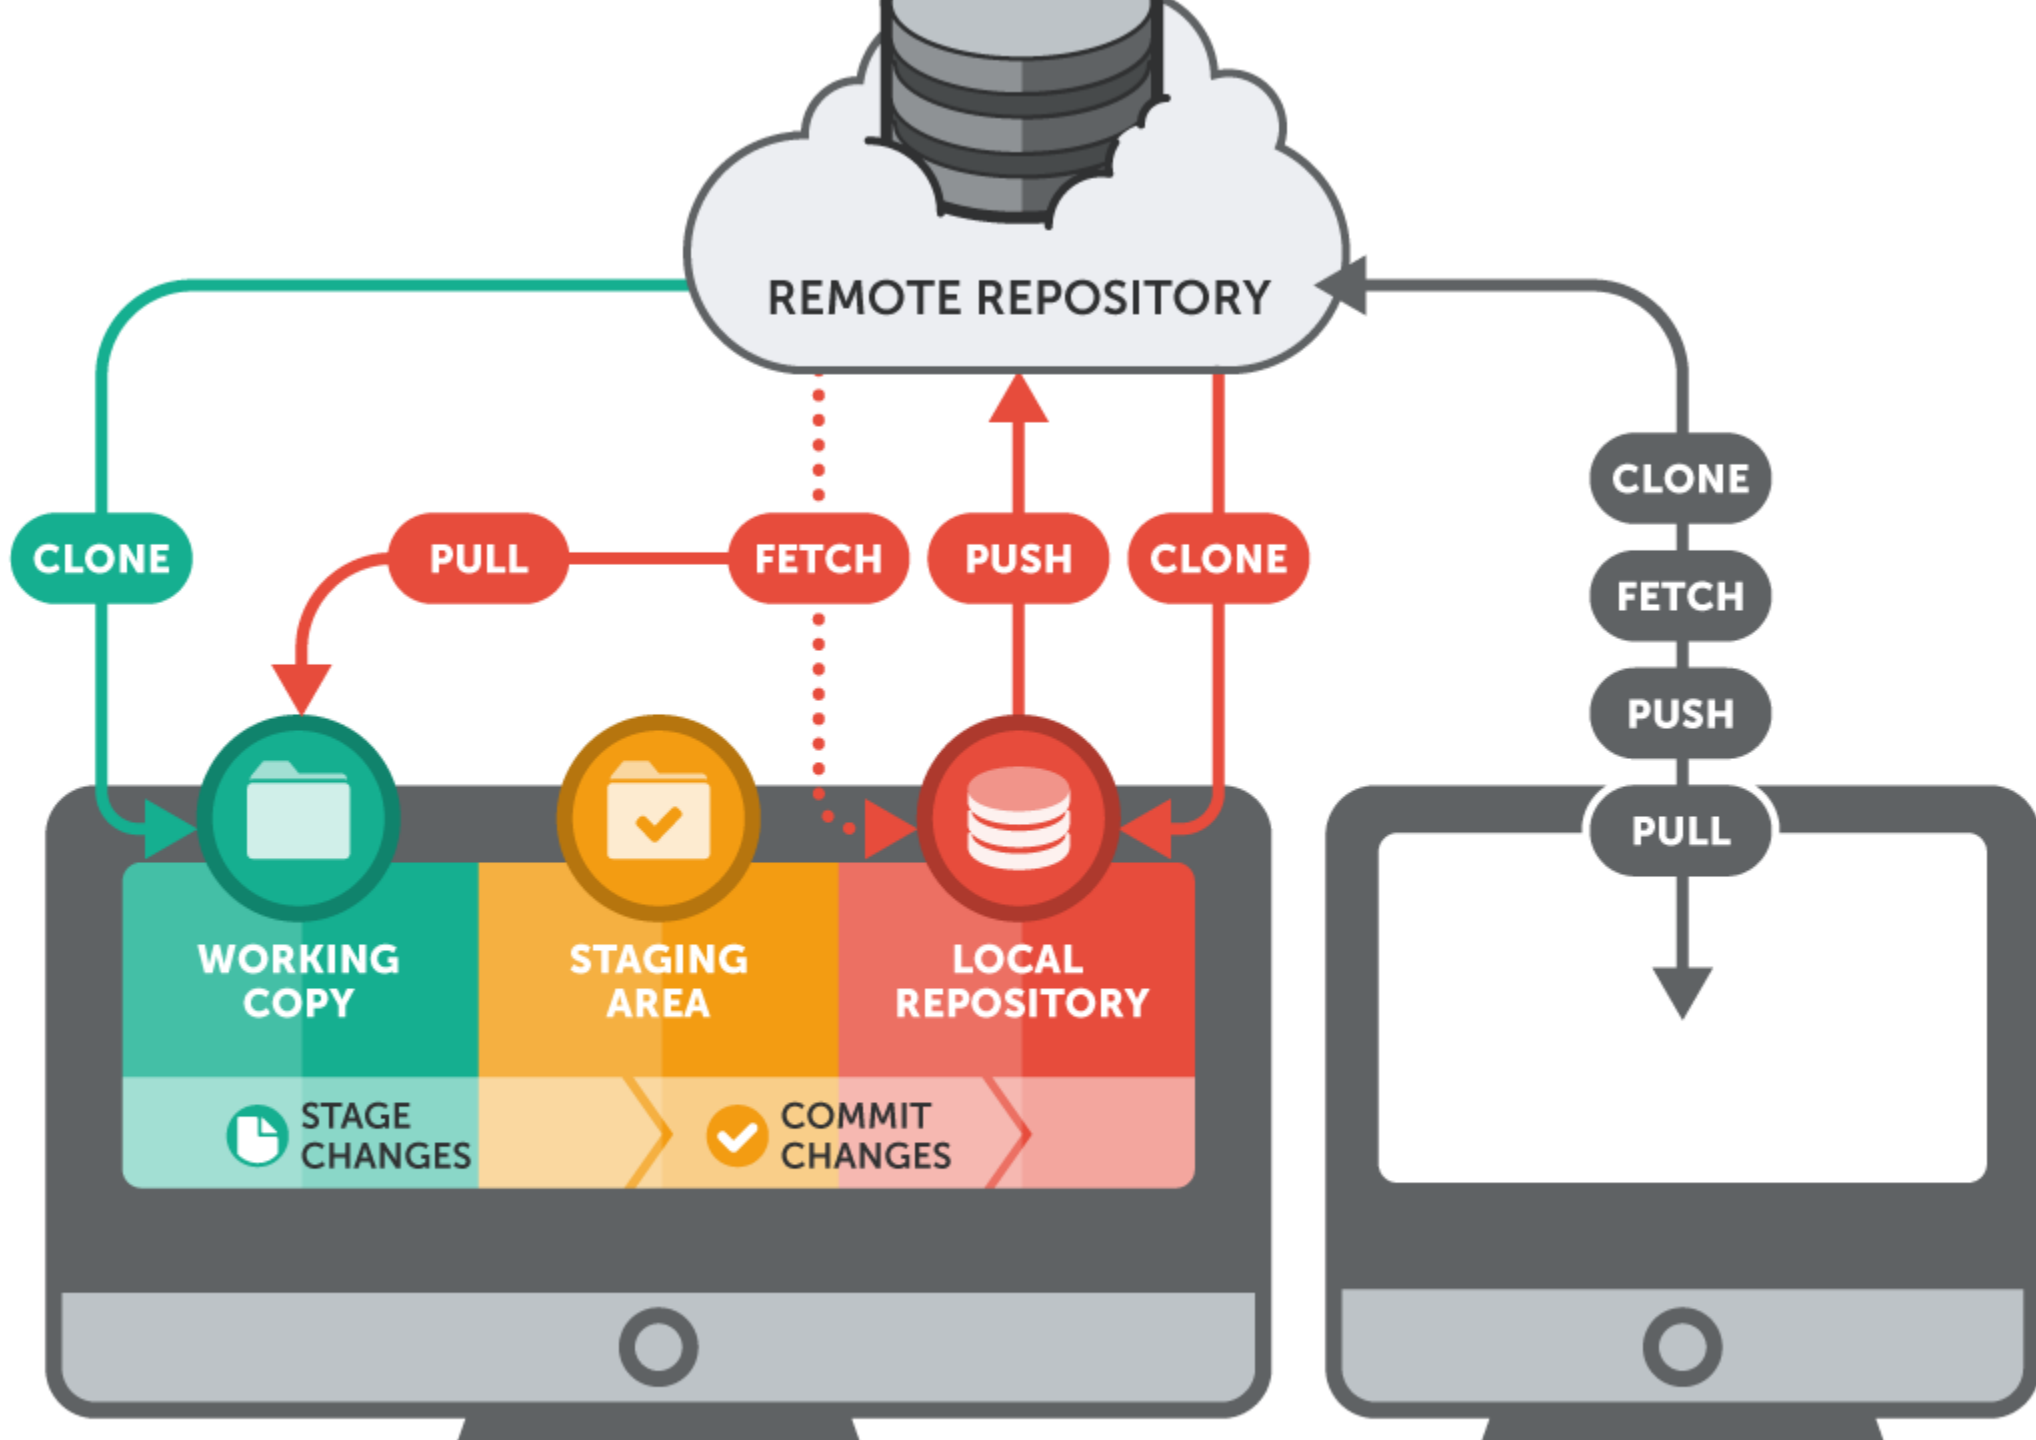 REMOTE REPOSITORY
CLONE
PULL
FETCH
PUSH
CLONE
WORKING
COPY
STAGING
AREA
LOCAL
REPOSITORY
STAGE
CHANGES
COMMIT
CHANGES
CLONE
FETCH
PUSH
PULL